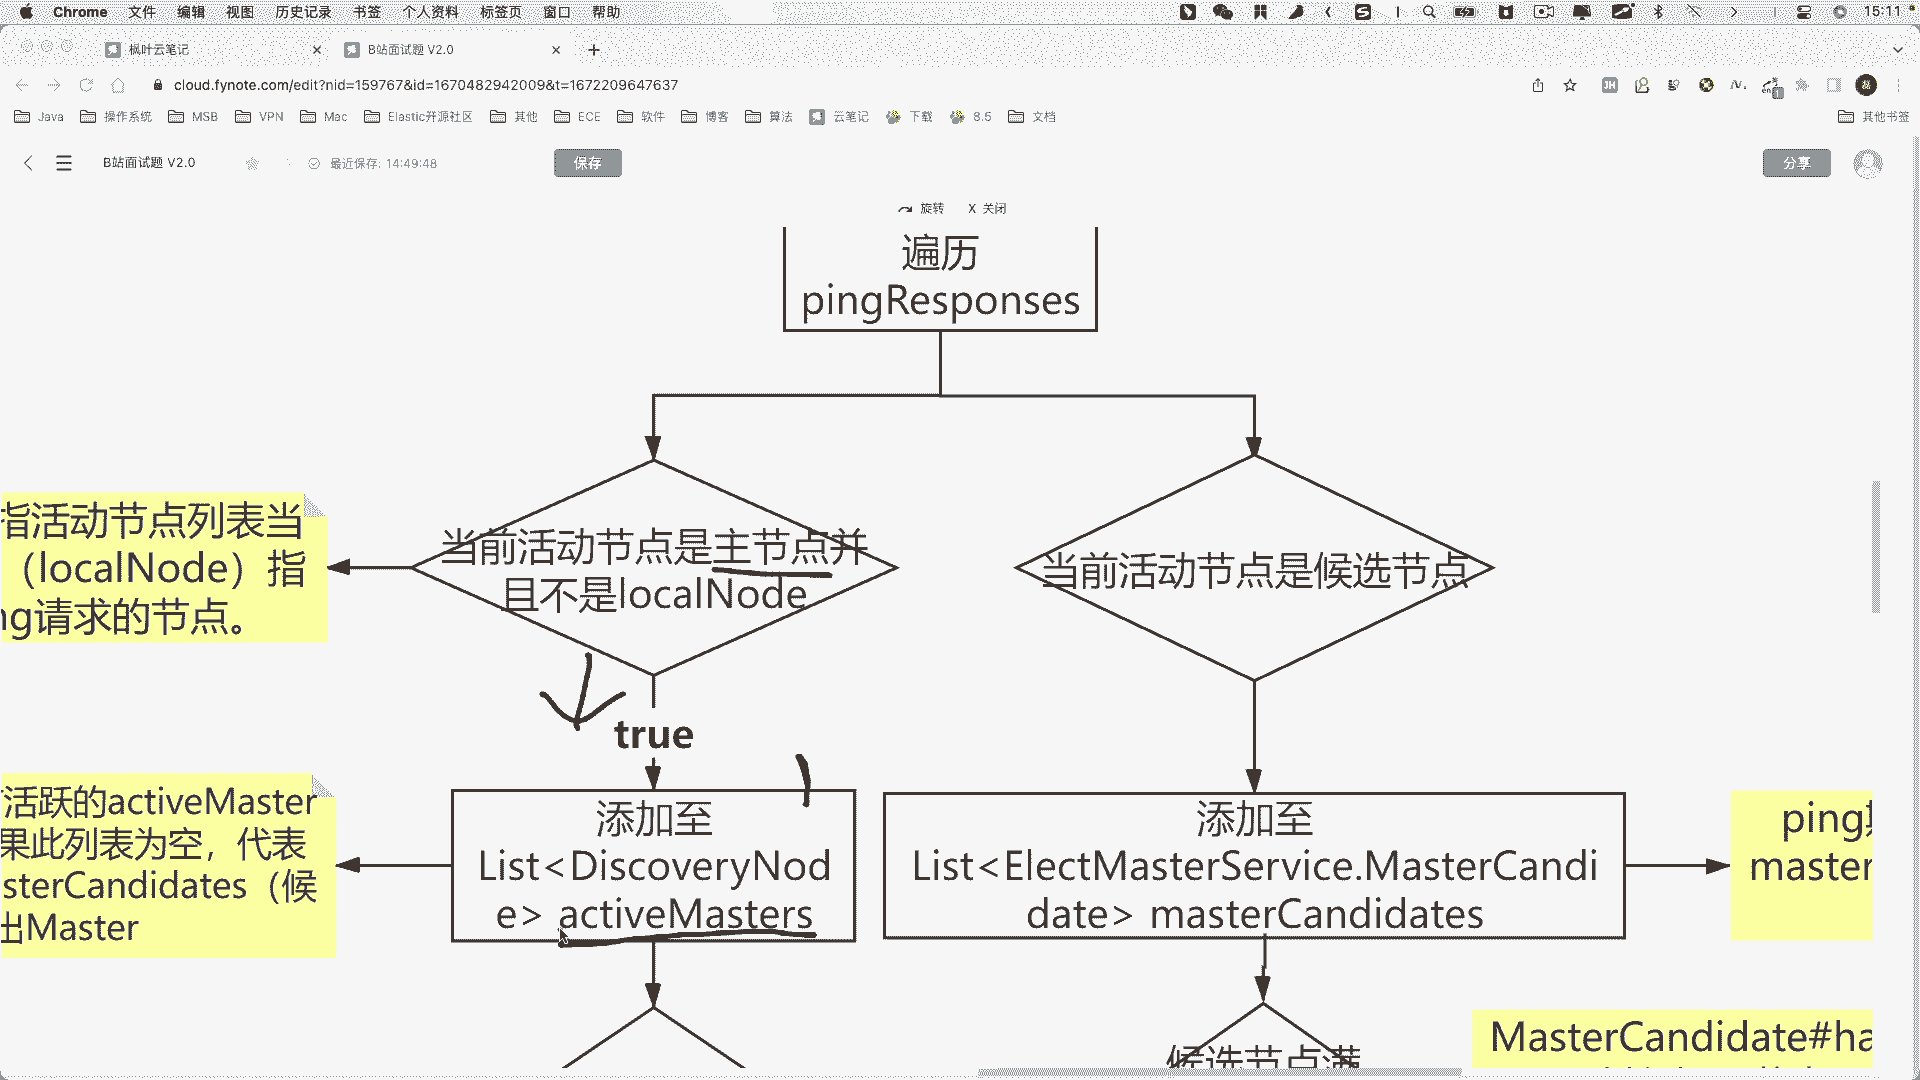 Chrome 文件 编辑 视图 历史记录 书签 个人资料 标签页 窗口 帮助 15:11
枫叶云笔记 B站面试题 V2.0
cloud.fynote.com/edit?nid=159767&id=1670482942009&t=1672209647637
Java 操作系统 MSB VPN Mac Elastic开源社区 其他 ECE 软件 博客 算法 云笔记 下载 8.5 文档 其他书签
B站面试题 V2.0 最近保存: 14:49:48 保存 分享
旋转 X 关闭
遍历
pingResponses
指活动节点列表当
（localNode）指
ng请求的节点。
当前活动节点是主节点并
且不是localNode
当前活动节点是候选节点
true
活跃的activeMaster
果此列表为空，代表
sterCandidates（候
出Master
添加至
List<DiscoveryNod
e> activeMasters
添加至
List<ElectMasterService.MasterCandi
date> masterCandidates
ping
master
候选节点满
MasterCandidate#ha